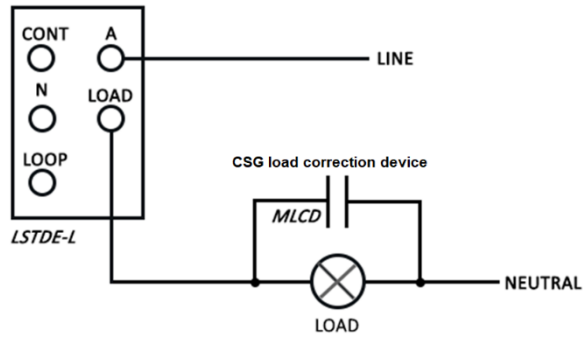 CONT A
LINE
N
LOAD
LOOP
CSG load correction device
MLCD
LSTDE-L
NEUTRAL
LOAD